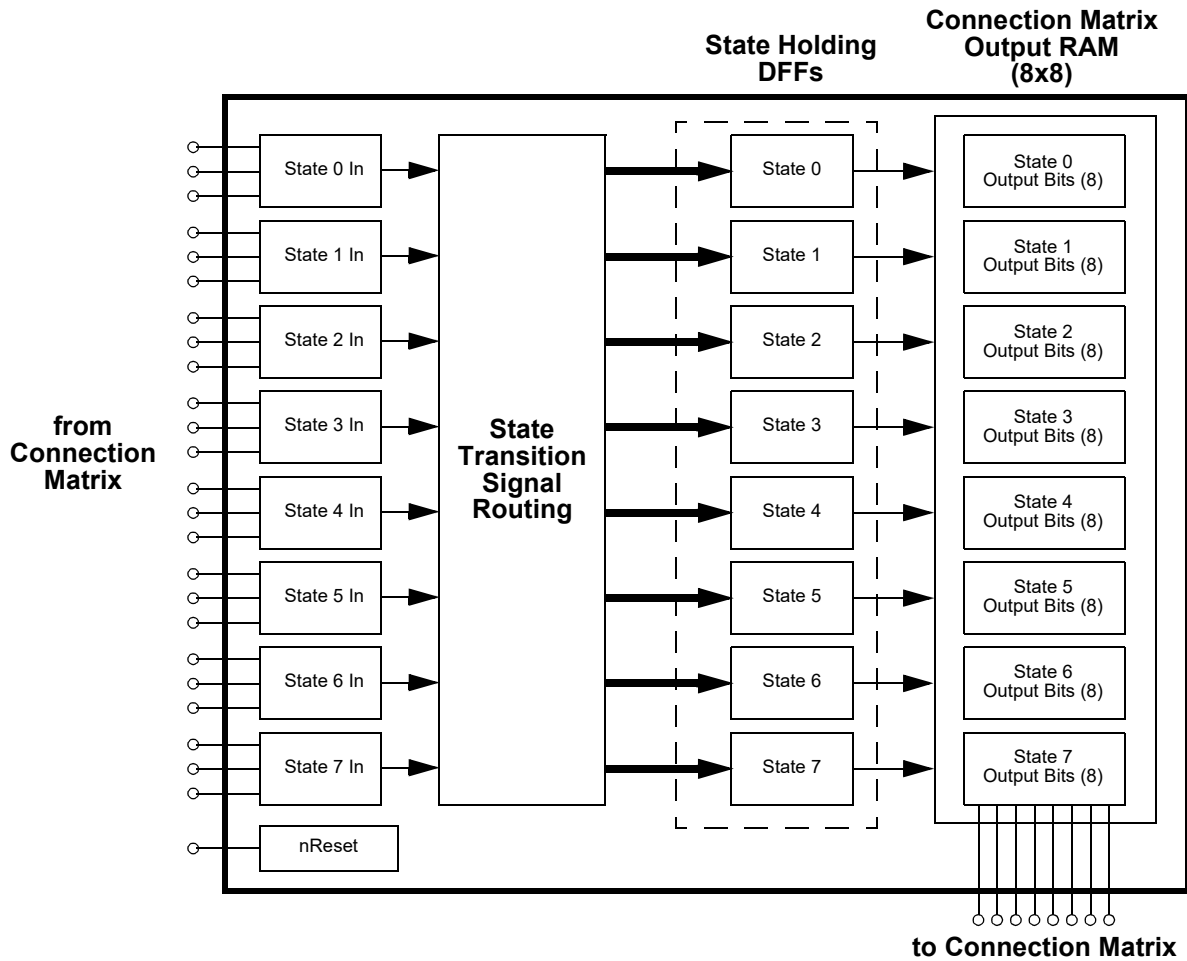 Connection Matrix
Output RAM
(8x8)
State Holding
DFFs
State 0 In
State 0
State 0
Output Bits (8)
State 1 In
State 1
State 1
Output Bits (8)
State 2 In
State 2
State 2
Output Bits (8)
State 3 In
State 3
State 3
Output Bits (8)
from
Connection
Matrix
State
Transition
Signal
Routing
State 4 In
State 4
State 4
Output Bits (8)
State 5 In
State 5
State 5
Output Bits (8)
State 6 In
State 6
State 6
Output Bits (8)
State 7 In
State 7
State 7
Output Bits (8)
nReset
to Connection Matrix